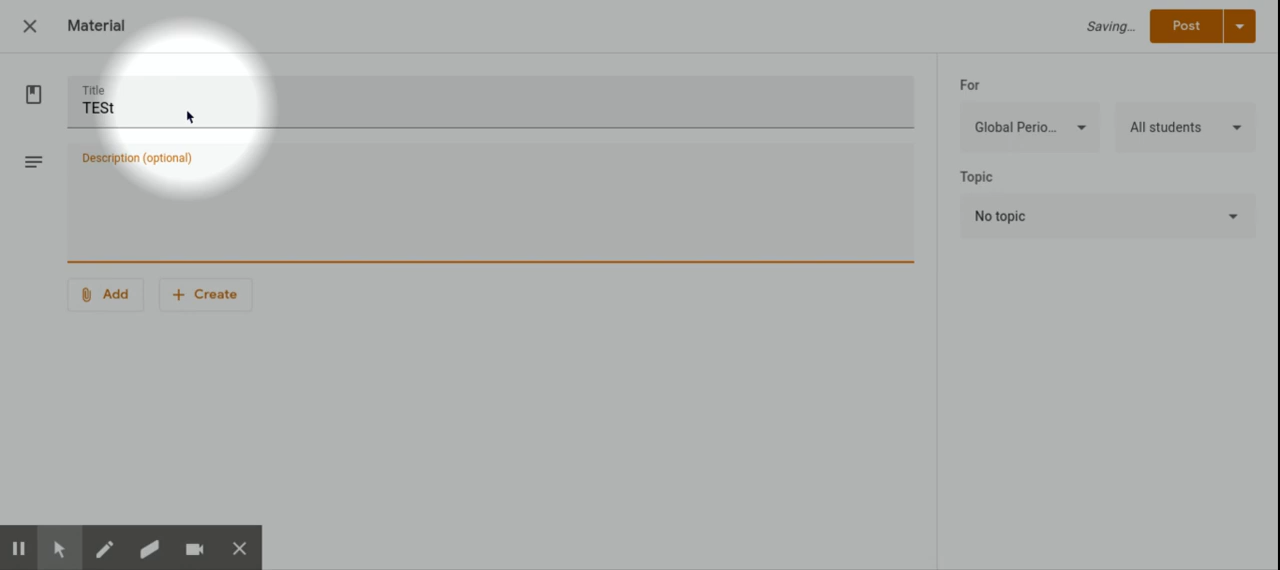 Material
Saving...
Post
Title
TESt
Description (optional)
Add
Create
For
Global Perio...
All students
Topic
No topic